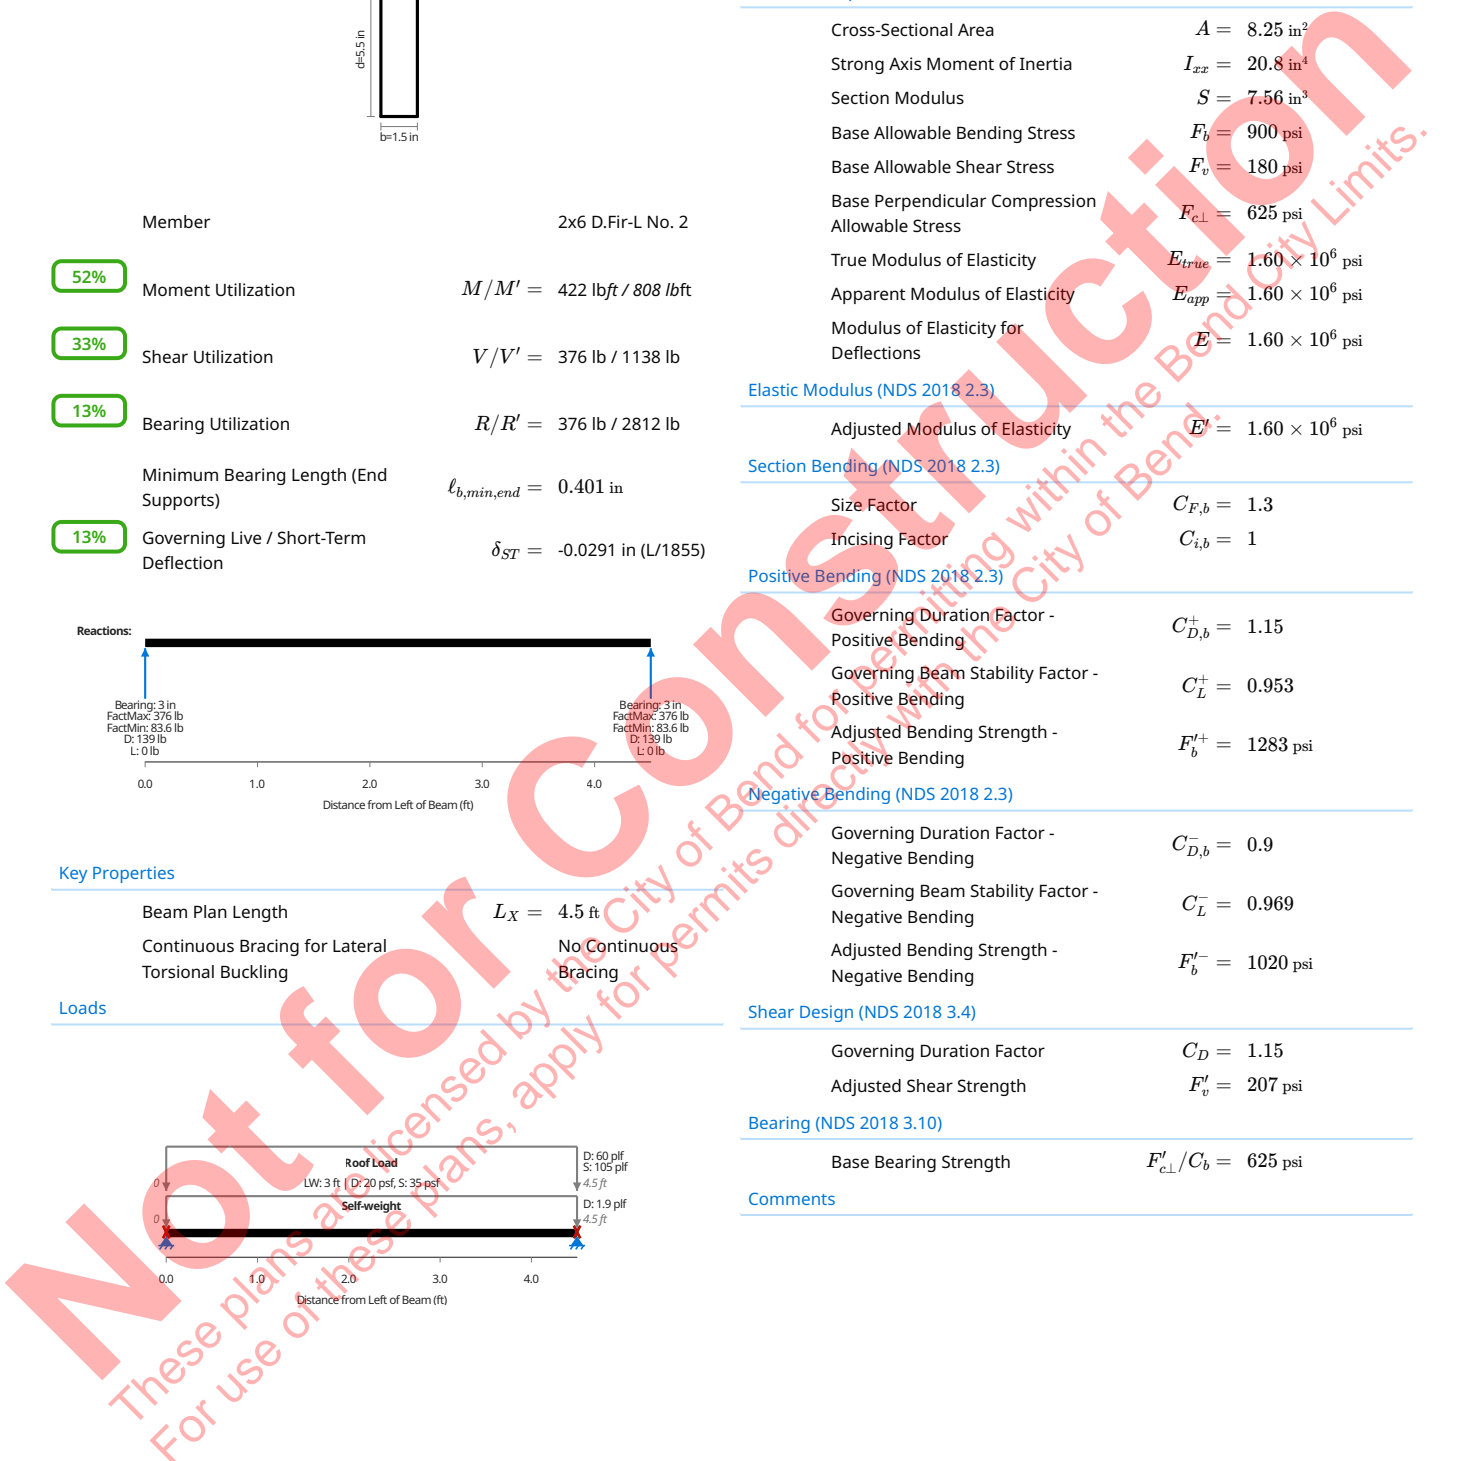 d=5.5 in
b=1.5 in
Member 2x6 D.Fir-L No. 2
52%
Moment Utilization M/M′ = 422 lbft / 808 lbft
33%
Shear Utilization V/V′ = 376 lb / 1138 lb
13%
Bearing Utilization R/R′ = 376 lb / 2812 lb
Minimum Bearing Length (End
Supports) ℓb,min,end = 0.401 in
13%
Governing Live / Short-Term
Deflection δST = -0.0291 in (L/1855)
Reactions:
Bearing: 3 in
FactMax: 376 lb
FactMin: 83.6 lb
D: 139 lb
L: 0 lb
Bearing: 3 in
FactMax: 376 lb
FactMin: 83.6 lb
D: 139 lb
L: 0 lb
0.0 1.0 2.0 3.0 4.0
Distance from Left of Beam (ft)
Key Properties
Beam Plan Length LX = 4.5 ft
Continuous Bracing for Lateral
Torsional Buckling
No Continuous
Bracing
Loads
Roof Load
LW: 3 ft | D: 20 psf, S: 35 psf
0
D: 60 plf
S: 105 plf
4.5 ft
Self-weight
0
D: 1.9 plf
4.5 ft
0.0 1.0 2.0 3.0 4.0
Distance from Left of Beam (ft)
Cross-Sectional Area A = 8.25 in²
Strong Axis Moment of Inertia Ixx = 20.8 in⁴
Section Modulus S = 7.56 in³
Base Allowable Bending Stress Fb = 900 psi
Base Allowable Shear Stress Fv = 180 psi
Base Perpendicular Compression
Allowable Stress Fc⊥ = 625 psi
True Modulus of Elasticity Etrue = 1.60 × 10⁶ psi
Apparent Modulus of Elasticity Eapp = 1.60 × 10⁶ psi
Modulus of Elasticity for
Deflections E = 1.60 × 10⁶ psi
Elastic Modulus (NDS 2018 2.3)
Adjusted Modulus of Elasticity E′ = 1.60 × 10⁶ psi
Section Bending (NDS 2018 2.3)
Size Factor CF,b = 1.3
Incising Factor Ci,b = 1
Positive Bending (NDS 2018 2.3)
Governing Duration Factor -
Positive Bending C+D,b = 1.15
Governing Beam Stability Factor -
Positive Bending C+L = 0.953
Adjusted Bending Strength -
Positive Bending F′+b = 1283 psi
Negative Bending (NDS 2018 2.3)
Governing Duration Factor -
Negative Bending C−D,b = 0.9
Governing Beam Stability Factor -
Negative Bending C−L = 0.969
Adjusted Bending Strength -
Negative Bending F′−b = 1020 psi
Shear Design (NDS 2018 3.4)
Governing Duration Factor CD = 1.15
Adjusted Shear Strength F′v = 207 psi
Bearing (NDS 2018 3.10)
Base Bearing Strength F′c⊥/Cb = 625 psi
Comments
Not for Construction
These plans are licensed by the City of Bend for permitting within the Bend City Limits.
For use of these plans, apply for permits directly with the City of Bend.